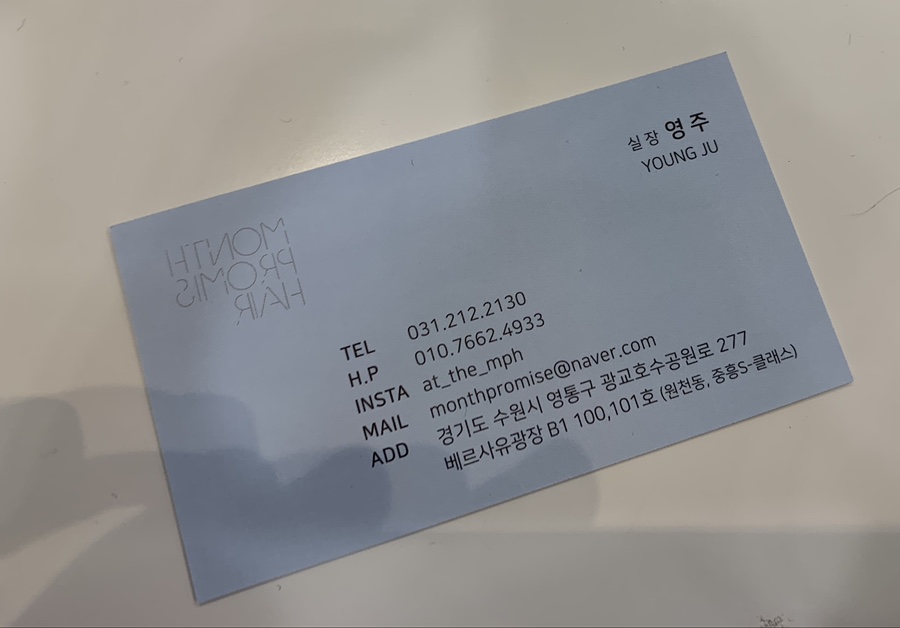 실장 영주
YOUNG JU
MONTH
PROMIS
HAIR
TEL 031.212.2130
H.P 010.7662.4933
INSTA at_the_mph
MAIL monthpromise@naver.com
ADD 경기도 수원시 영통구 광교호수공원로 277
베르사유광장 B1 100,101호 (원천동, 중흥S-클래스)